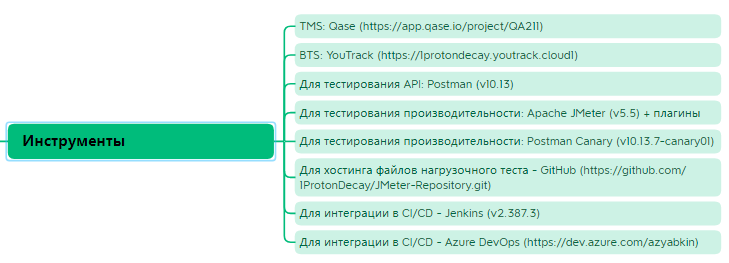 TMS: Qase (https://app.qase.io/project/QA211)
BTS: YouTrack (https://1protondecay.youtrack.cloud1)
Для тестирования API: Postman (v10.13)
Для тестирования производительности: Apache JMeter (v5.5) + плагины
Инструменты
Для тестирования производительности: Postman Canary (v10.13.7-canary01)
Для хостинга файлов нагрузочного теста - GitHub (https://github.com/
1ProtonDecay/JMeter-Repository.git)
Для интеграции в CI/CD - Jenkins (v2.387.3)
Для интеграции в CI/CD - Azure DevOps (https://dev.azure.com/azyabkin)